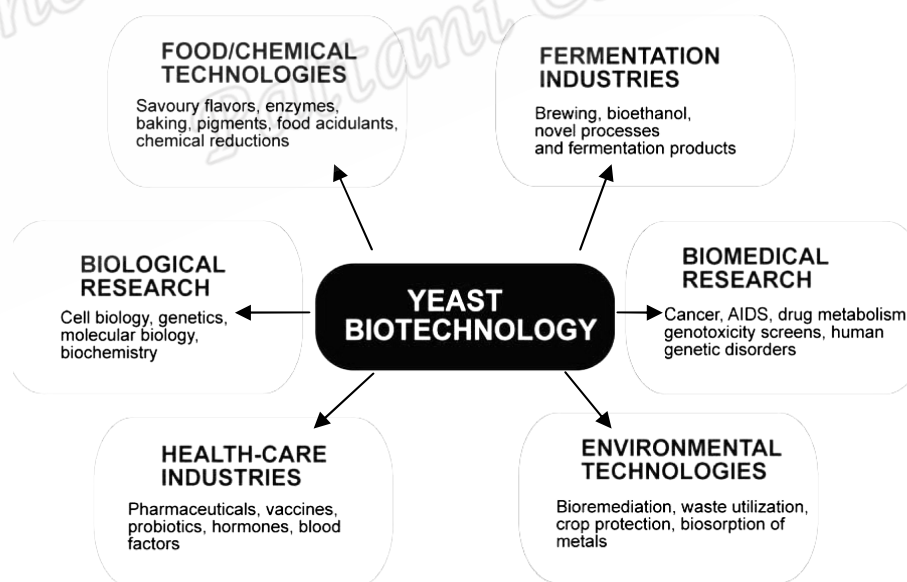 FOOD/CHEMICAL
TECHNOLOGIES
Savoury flavors, enzymes,
baking, pigments, food acidulants,
chemical reductions
FERMENTATION
INDUSTRIES
Brewing, bioethanol,
novel processes
and fermentation products
BIOLOGICAL
RESEARCH
Cell biology, genetics,
molecular biology,
biochemistry
YEAST
BIOTECHNOLOGY
BIOMEDICAL
RESEARCH
Cancer, AIDS, drug metabolism
genotoxicity screens, human
genetic disorders
HEALTH-CARE
INDUSTRIES
Pharmaceuticals, vaccines,
probiotics, hormones, blood
factors
ENVIRONMENTAL
TECHNOLOGIES
Bioremediation, waste utilization,
crop protection, biosorption of
metals
Pattani